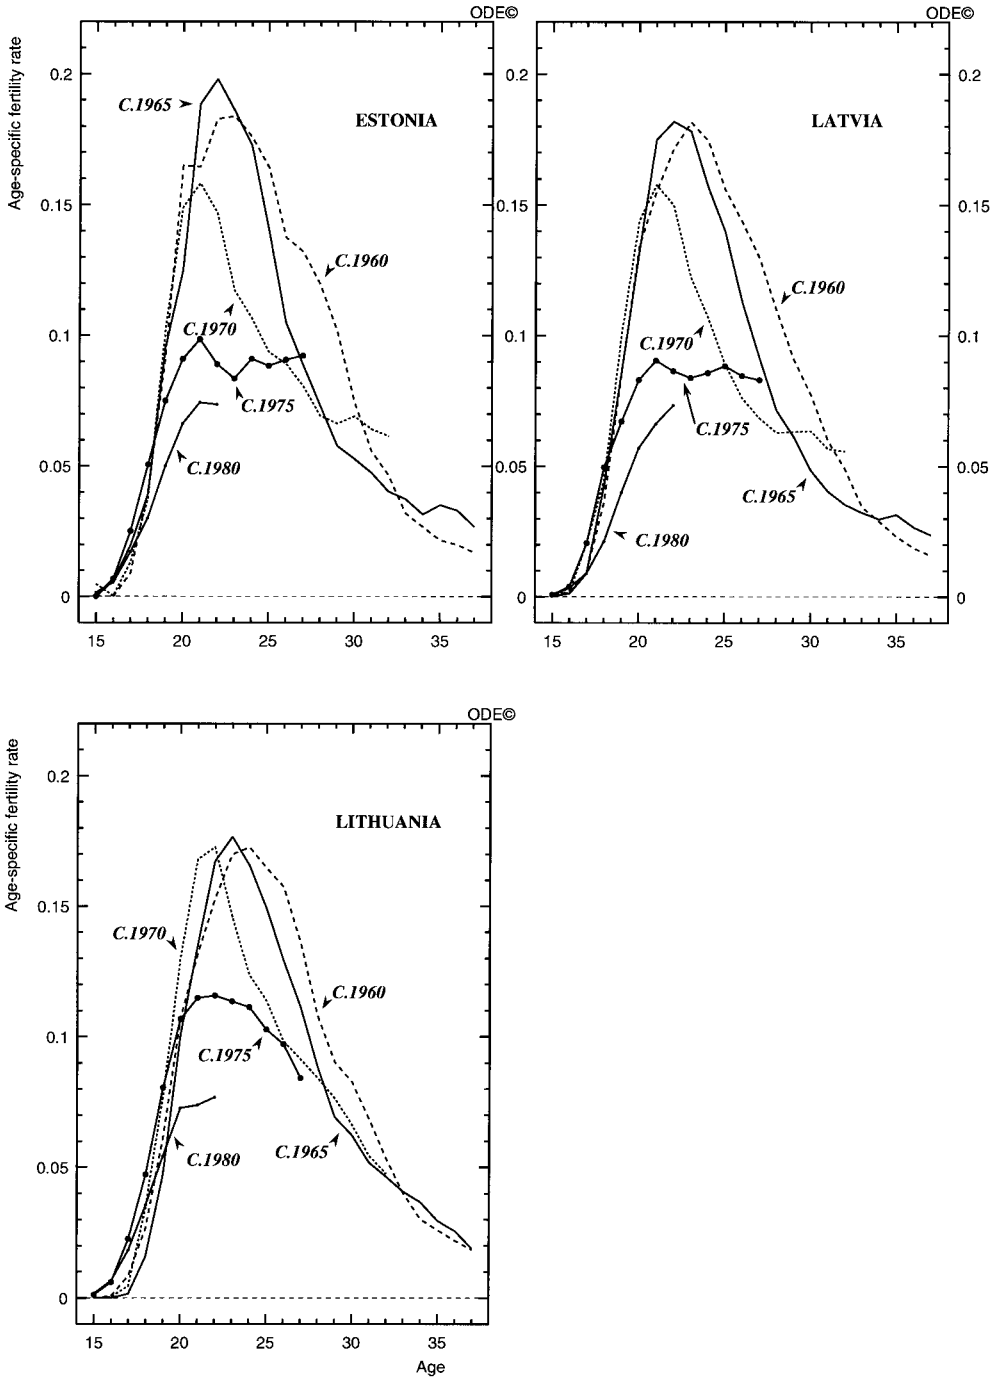 ODE©
ODE©
Age-specific fertility rate
0.2
0.15
0.1
0.05
0
C.1965
ESTONIA
C.1960
C.1970
C.1975
C.1980
15
20
25
30
35
0.2
0.15
0.1
0.05
0
LATVIA
C.1960
C.1970
C.1975
C.1965
C.1980
0.2
0.15
0.1
0.05
0
15
20
25
30
35
ODE©
Age-specific fertility rate
0.2
0.15
0.1
0.05
0
LITHUANIA
C.1970
C.1960
C.1975
C.1965
C.1980
15
20
25
30
35
Age